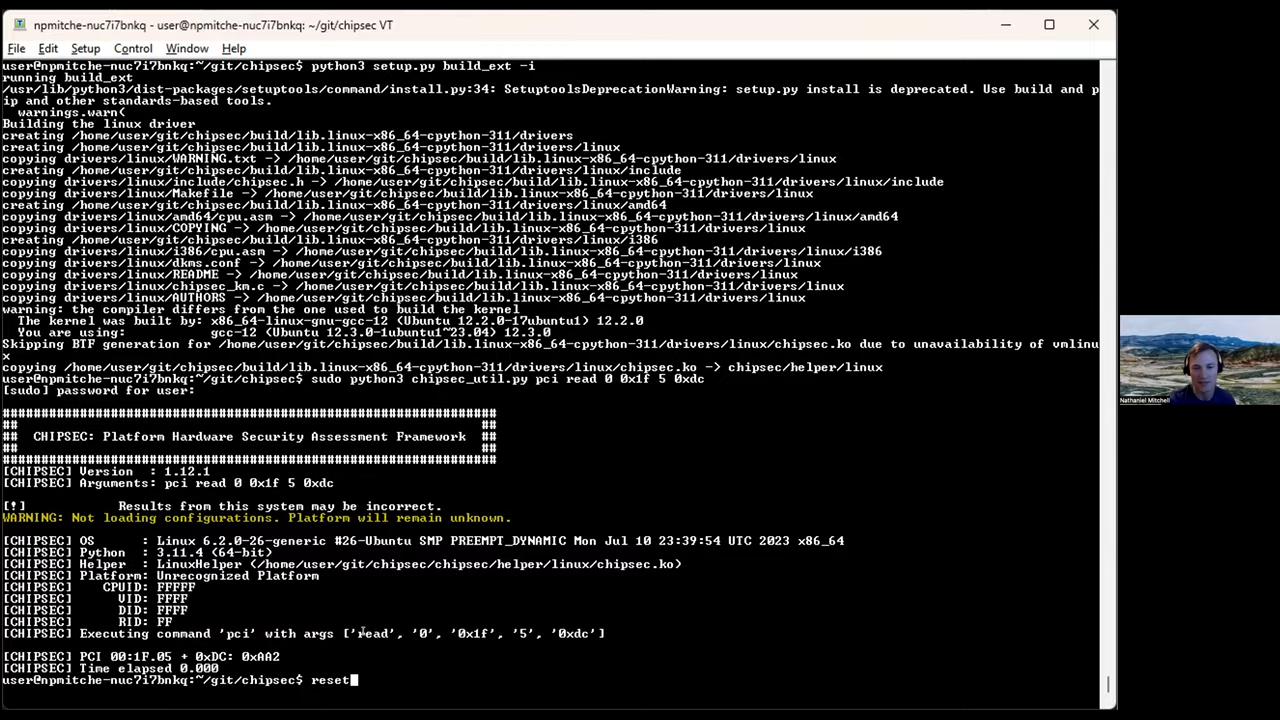 npmitche-nuc7i7bnkq - user@npmitche-nuc7i7bnkq: ~/git/chipsec VT
File Edit Setup Control Window Help
user@npmitche-nuc7i7bnkq:~/git/chipsec$ python3 setup.py build_ext -i
running build_ext
/usr/lib/python3/dist-packages/setuptools/command/install.py:34: SetuptoolsDeprecationWarning: setup.py install is deprecated. Use build and p
ip and other standards-based tools.
warnings.warn(
Building the linux driver
creating /home/user/git/chipsec/build/lib.linux-x86_64-cpython-311/drivers
creating /home/user/git/chipsec/build/lib.linux-x86_64-cpython-311/drivers/linux
copying drivers/linux/WARNING.txt -> /home/user/git/chipsec/build/lib.linux-x86_64-cpython-311/drivers/linux
creating /home/user/git/chipsec/build/lib.linux-x86_64-cpython-311/drivers/linux/include
copying drivers/linux/include/chipsec.h -> /home/user/git/chipsec/build/lib.linux-x86_64-cpython-311/drivers/linux/include
copying drivers/linux/Makefile -> /home/user/git/chipsec/build/lib.linux-x86_64-cpython-311/drivers/linux
creating /home/user/git/chipsec/build/lib.linux-x86_64-cpython-311/drivers/linux/amd64
copying drivers/linux/amd64/cpu.asm -> /home/user/git/chipsec/build/lib.linux-x86_64-cpython-311/drivers/linux/amd64
copying drivers/linux/COPYING -> /home/user/git/chipsec/build/lib.linux-x86_64-cpython-311/drivers/linux
creating /home/user/git/chipsec/build/lib.linux-x86_64-cpython-311/drivers/linux/i386
copying drivers/linux/i386/cpu.asm -> /home/user/git/chipsec/build/lib.linux-x86_64-cpython-311/drivers/linux/i386
copying drivers/linux/dkms.conf -> /home/user/git/chipsec/build/lib.linux-x86_64-cpython-311/drivers/linux
copying drivers/linux/README -> /home/user/git/chipsec/build/lib.linux-x86_64-cpython-311/drivers/linux
copying drivers/linux/chipsec_km.c -> /home/user/git/chipsec/build/lib.linux-x86_64-cpython-311/drivers/linux
copying drivers/linux/AUTHORS -> /home/user/git/chipsec/build/lib.linux-x86_64-cpython-311/drivers/linux
warning: the compiler differs from the one used to build the kernel
The kernel was built by: x86_64-linux-gnu-gcc-12 (Ubuntu 12.2.0-17ubuntu1) 12.2.0
You are using: gcc-12 (Ubuntu 12.3.0-1ubuntu1~23.04) 12.3.0
Skipping BTF generation for /home/user/git/chipsec/build/lib.linux-x86_64-cpython-311/drivers/linux/chipsec.ko due to unavailability of vmlinu
x
copying /home/user/git/chipsec/build/lib.linux-x86_64-cpython-311/drivers/linux/chipsec.ko -> chipsec/helper/linux
user@npmitche-nuc7i7bnkq:~/git/chipsec$ sudo python3 chipsec_util.py pci read 0 0x1f 5 0xdc
[sudo] password for user:
################################################################
## ##
## CHIPSEC: Platform Hardware Security Assessment Framework ##
## ##
################################################################
[CHIPSEC] Version : 1.12.1
[CHIPSEC] Arguments: pci read 0 0x1f 5 0xdc
[!] Results from this system may be incorrect.
WARNING: Not loading configurations. Platform will remain unknown.
[CHIPSEC] OS : Linux 6.2.0-26-generic #26-Ubuntu SMP PREEMPT_DYNAMIC Mon Jul 10 23:39:54 UTC 2023 x86_64
[CHIPSEC] Python : 3.11.4 (64-bit)
[CHIPSEC] Helper : LinuxHelper (/home/user/git/chipsec/chipsec/helper/linux/chipsec.ko)
[CHIPSEC] Platform: Unrecognized Platform
[CHIPSEC] CPUID: FFFFF
[CHIPSEC] VID: FFFF
[CHIPSEC] DID: FFFF
[CHIPSEC] RID: FF
[CHIPSEC] Executing command 'pci' with args ['read', '0', '0x1f', '5', '0xdc']
[CHIPSEC] PCI 00:1F.05 + 0xDC: 0xAA2
[CHIPSEC] Time elapsed 0.000
user@npmitche-nuc7i7bnkq:~/git/chipsec$ reset
Nathaniel Mitchell